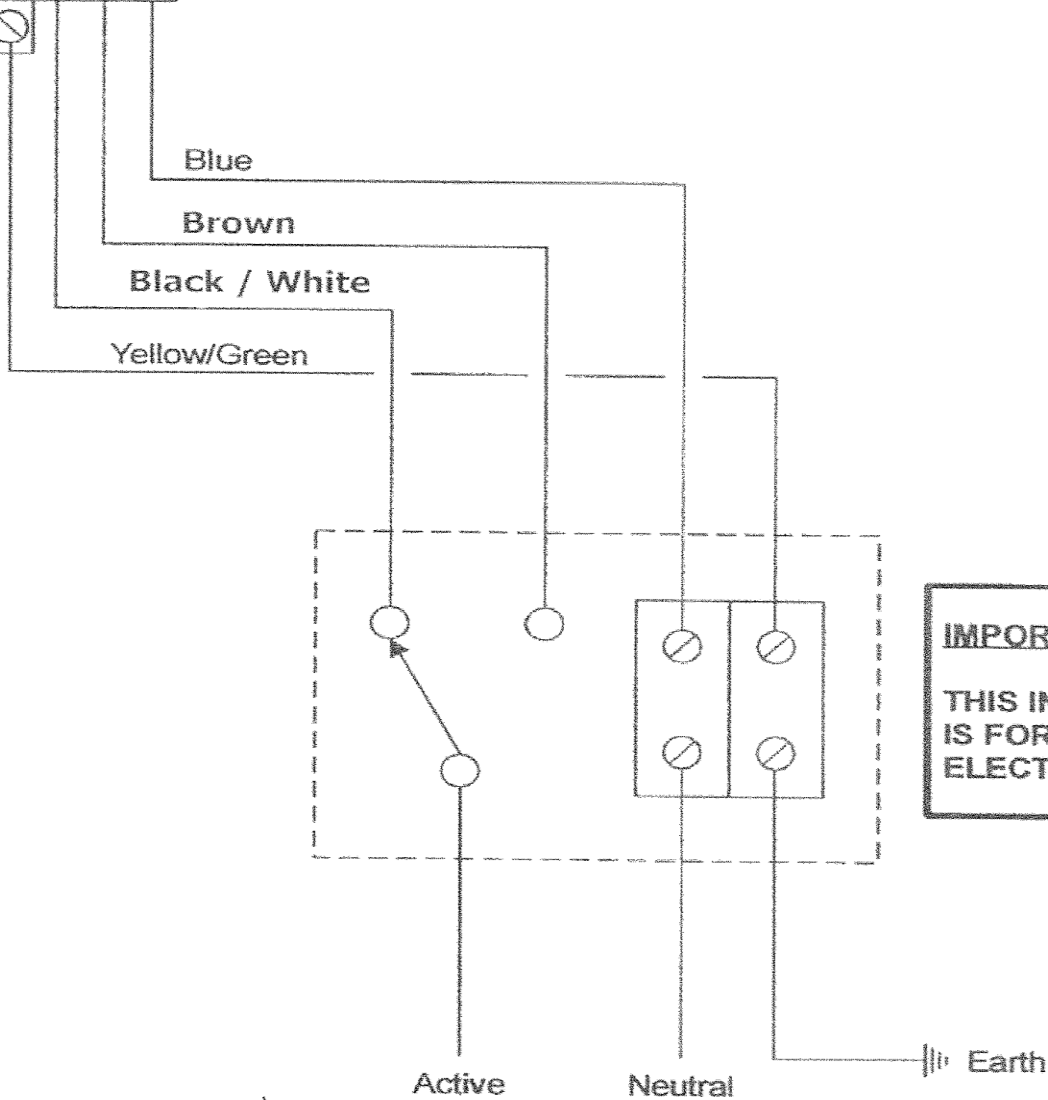 Blue
Brown
Black / White
Yellow/Green
IMPOR
THIS IN
IS FOR
ELECT
Earth
Active
Neutral